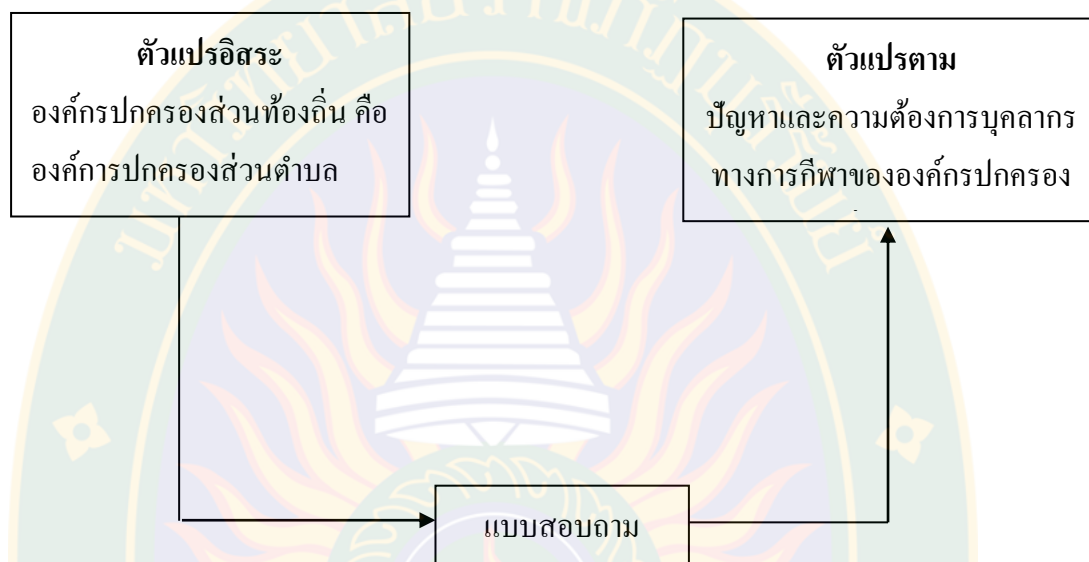 ตัวแปรอิสระ
องค์กรปกครองส่วนท้องถิ่น คือ
องค์การปกครองส่วนตำบล
ตัวแปรตาม
ปัญหาและความต้องการบุคลากร
ทางการกีฬาขององค์กรปกครอง
แบบสอบถาม